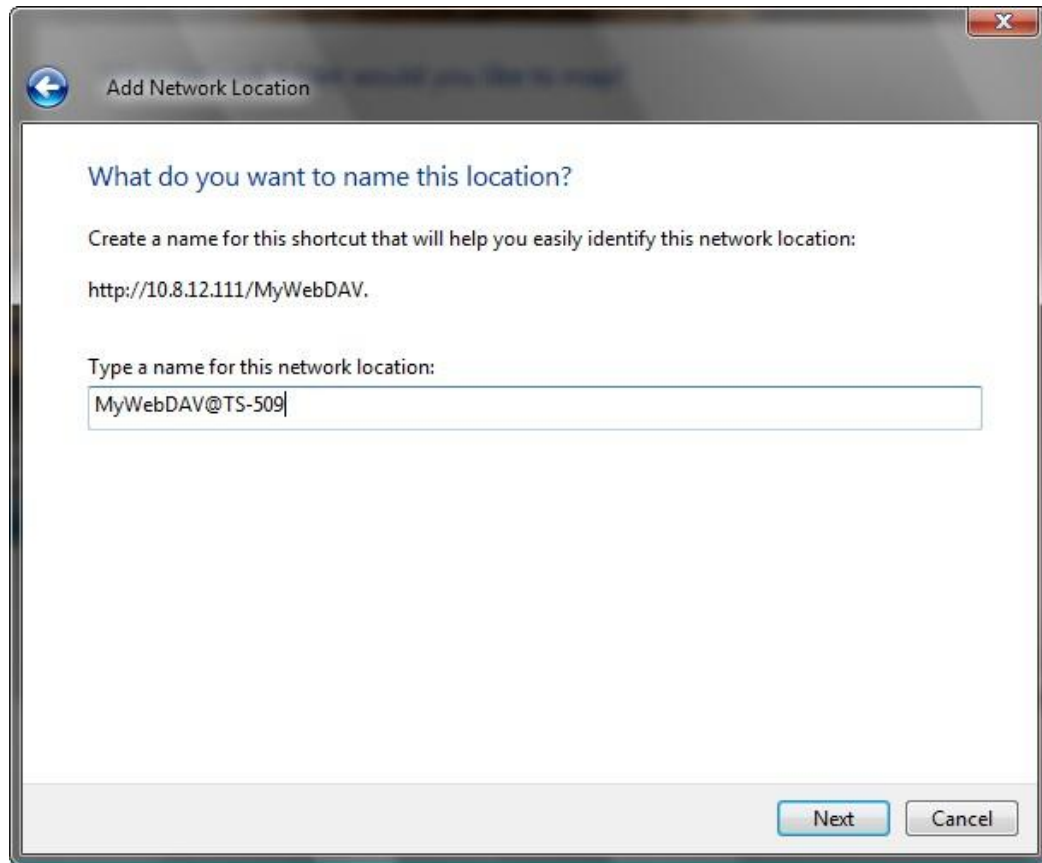 Add Network Location
What do you want to name this location?
Create a name for this shortcut that will help you easily identify this network location:
http://10.8.12.111/MyWebDAV.
Type a name for this network location:
MyWebDAV@TS-509
Next
Cancel